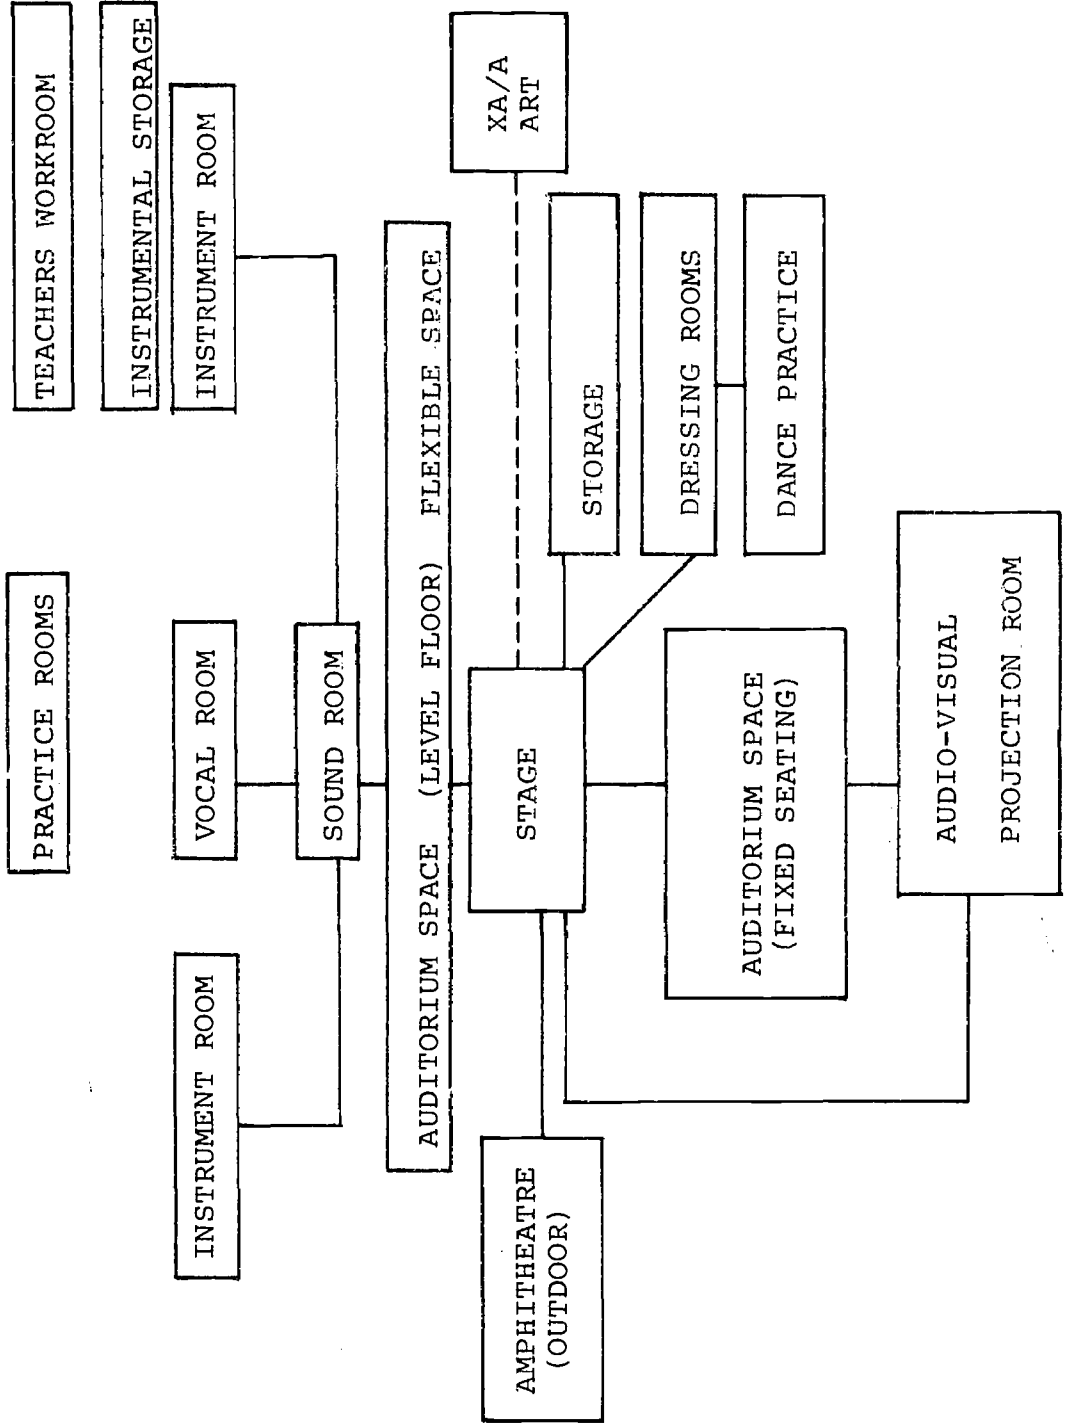 PRACTICE ROOMS
TEACHERS WORKROOM
INSTRUMENTAL STORAGE
INSTRUMENT ROOM
VOCAL ROOM
INSTRUMENT ROOM
SOUND ROOM
AUDITORIUM SPACE (LEVEL FLOOR) FLEXIBLE SPACE
AMPHITHEATRE
(OUTDOOR)
STAGE
XA/A
ART
STORAGE
DRESSING ROOMS
DANCE PRACTICE
AUDITORIUM SPACE
(FIXED SEATING)
AUDIO-VISUAL
PROJECTION ROOM